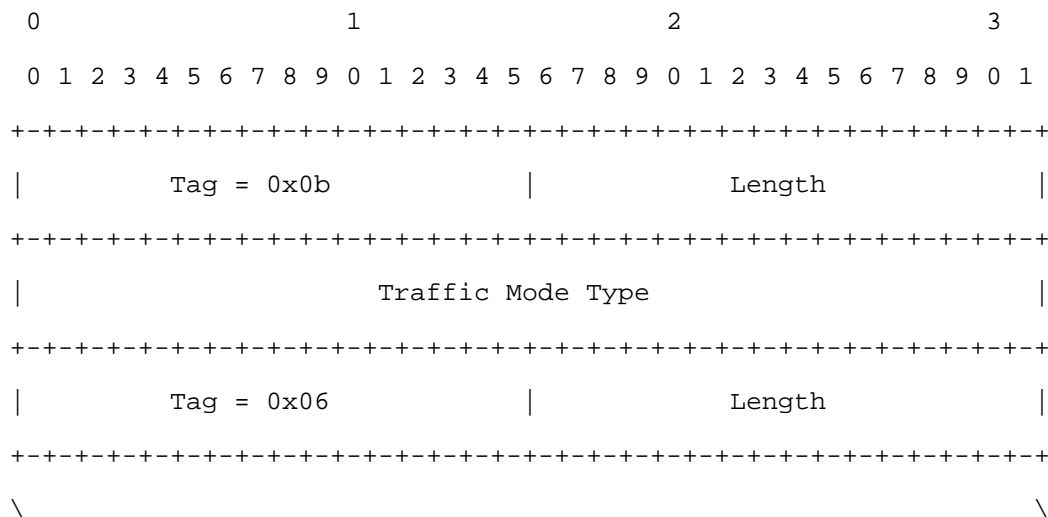 0                   1                   2                   3
 0 1 2 3 4 5 6 7 8 9 0 1 2 3 4 5 6 7 8 9 0 1 2 3 4 5 6 7 8 9 0 1
+-+-+-+-+-+-+-+-+-+-+-+-+-+-+-+-+-+-+-+-+-+-+-+-+-+-+-+-+-+-+-+-+
|         Tag = 0x0b            |            Length             |
+-+-+-+-+-+-+-+-+-+-+-+-+-+-+-+-+-+-+-+-+-+-+-+-+-+-+-+-+-+-+-+-+
|                      Traffic Mode Type                        |
+-+-+-+-+-+-+-+-+-+-+-+-+-+-+-+-+-+-+-+-+-+-+-+-+-+-+-+-+-+-+-+-+
|         Tag = 0x06            |            Length             |
+-+-+-+-+-+-+-+-+-+-+-+-+-+-+-+-+-+-+-+-+-+-+-+-+-+-+-+-+-+-+-+-+
\                                                               \